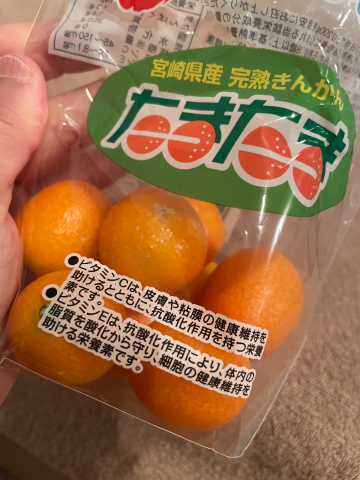 宮崎県産 完熟きんかん
たまたま
●ビタミンCは、皮膚や粘膜の健康維持を
助けるとともに、抗酸化作用を持つ栄養
素です。
●ビタミンEは、抗酸化作用により、体内の
脂質を酸化から守り、細胞の健康維持を
助ける栄養素です。